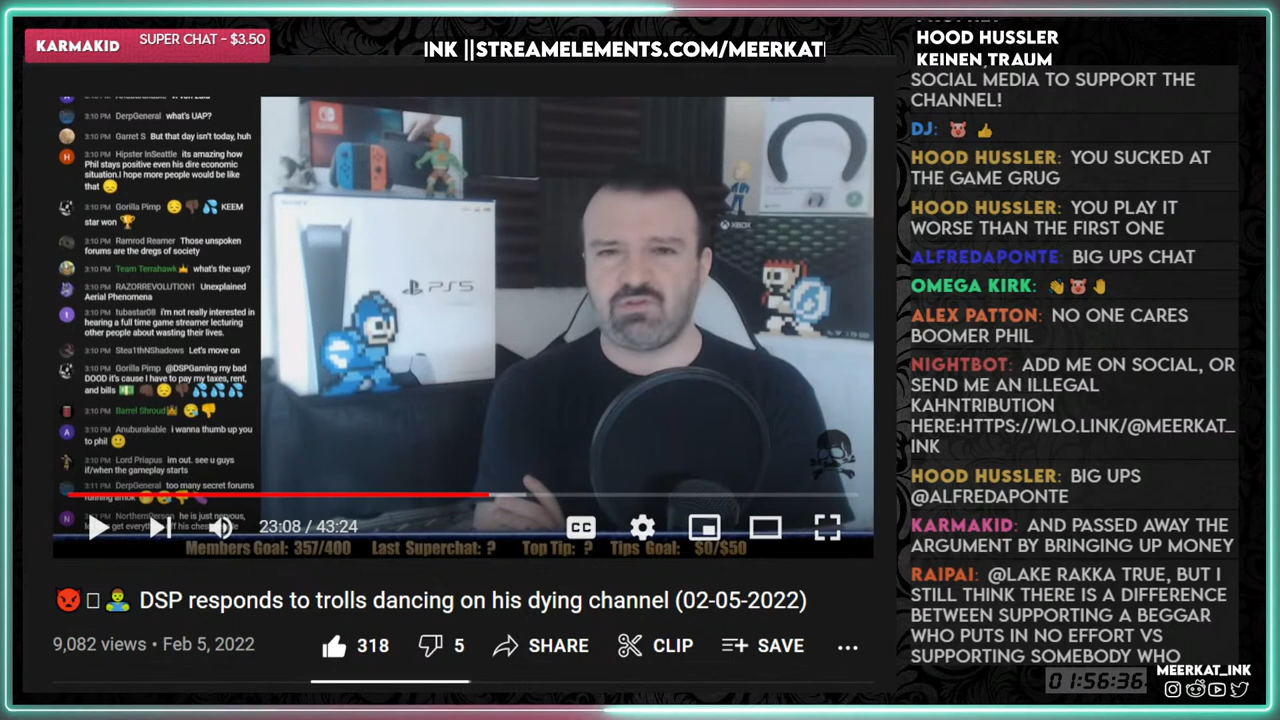 KARMAKID SUPER CHAT - $3.50
INK ||STREAMELEMENTS.COM/MEERKATI
3:10 PM DerpGeneral what's UAP?
3:10 PM Garret S But that day isn't today, huh
3:10 PM Hipster InSeattle its amazing how
Phil stays positive even his dire economic
situation.I hope more people would be like
that 😔
3:10 PM Gorilla Pimp 😔 👎🏿 💦 KEEM
star won 🏆
3:10 PM Ramrod Reamer Those unspoken
forums are the dregs of society
3:10 PM Team Terrahawk what's the uap?
3:10 PM RAZORREVOLUTION1 Unexplained
Aerial Phenomena
3:10 PM tubastar08 i'm not really interested in
hearing a full time game streamer lecturing
other people about wasting their lives.
3:10 PM Stea1thNShadows Let's move on
3:10 PM Gorilla Pimp @DSPGaming my bad
DOOD it's cause I have to pay my taxes, rent,
and bills
3:10 PM Barrel Shroud
3:10 PM Anuburakable i wanna thumb up you
to phil
3:10 PM Lord Priapus im out. see u guys
if/when the gameplay starts
3:11 PM DerpGeneral too many secret forums
running amok
NorthernPerson he is just nervous,
get off his
PS5
XBOX
23:08 / 43:24
CC
Members Goal: 357/400 Last Superchat: ? Top Tip: ? Tips Goal: $0/$50
😡 🧟‍♂️ DSP responds to trolls dancing on his dying channel (02-05-2022)
9,082 views • Feb 5, 2022
318 5 SHARE CLIP SAVE ...
HOOD HUSSLER
KEINEN_TRAUM
SOCIAL MEDIA TO SUPPORT THE
CHANNEL!
DJ: 🐷 👍
HOOD HUSSLER: YOU SUCKED AT
THE GAME GRUG
HOOD HUSSLER: YOU PLAY IT
WORSE THAN THE FIRST ONE
ALFREDAPONTE: BIG UPS CHAT
OMEGA KIRK: 👏 🐷 🤚
ALEX PATTON: NO ONE CARES
BOOMER PHIL
NIGHTBOT: ADD ME ON SOCIAL, OR
SEND ME AN ILLEGAL
KAHNTRIBUTION
HERE:HTTPS://WLO.LINK/@MEERKAT_
INK
HOOD HUSSLER: BIG UPS
@ALFREDAPONTE
KARMAKID: AND PASSED AWAY THE
ARGUMENT BY BRINGING UP MONEY
RAIPAI: @LAKE RAKKA TRUE, BUT I
STILL THINK THERE IS A DIFFERENCE
BETWEEN SUPPORTING A BEGGAR
WHO PUTS IN NO EFFORT VS
SUPPORTING SOMEBODY WHO
01:56:36
MEERKAT_INK